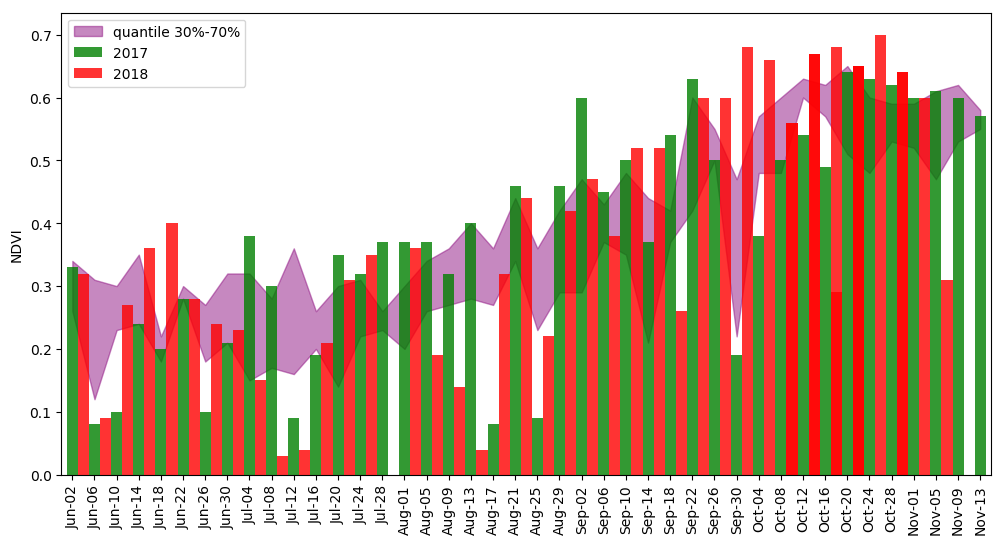 quantile 30%-70%
2017
2018
NDVI
0.7
0.6
0.5
0.4
0.3
0.2
0.1
0.0
Jun-02
Jun-06
Jun-10
Jun-14
Jun-18
Jun-22
Jun-26
Jun-30
Jul-04
Jul-08
Jul-12
Jul-16
Jul-20
Jul-24
Jul-28
Aug-01
Aug-05
Aug-09
Aug-13
Aug-17
Aug-21
Aug-25
Aug-29
Sep-02
Sep-06
Sep-10
Sep-14
Sep-18
Sep-22
Sep-26
Sep-30
Oct-04
Oct-08
Oct-12
Oct-16
Oct-20
Oct-24
Oct-28
Nov-01
Nov-05
Nov-09
Nov-13